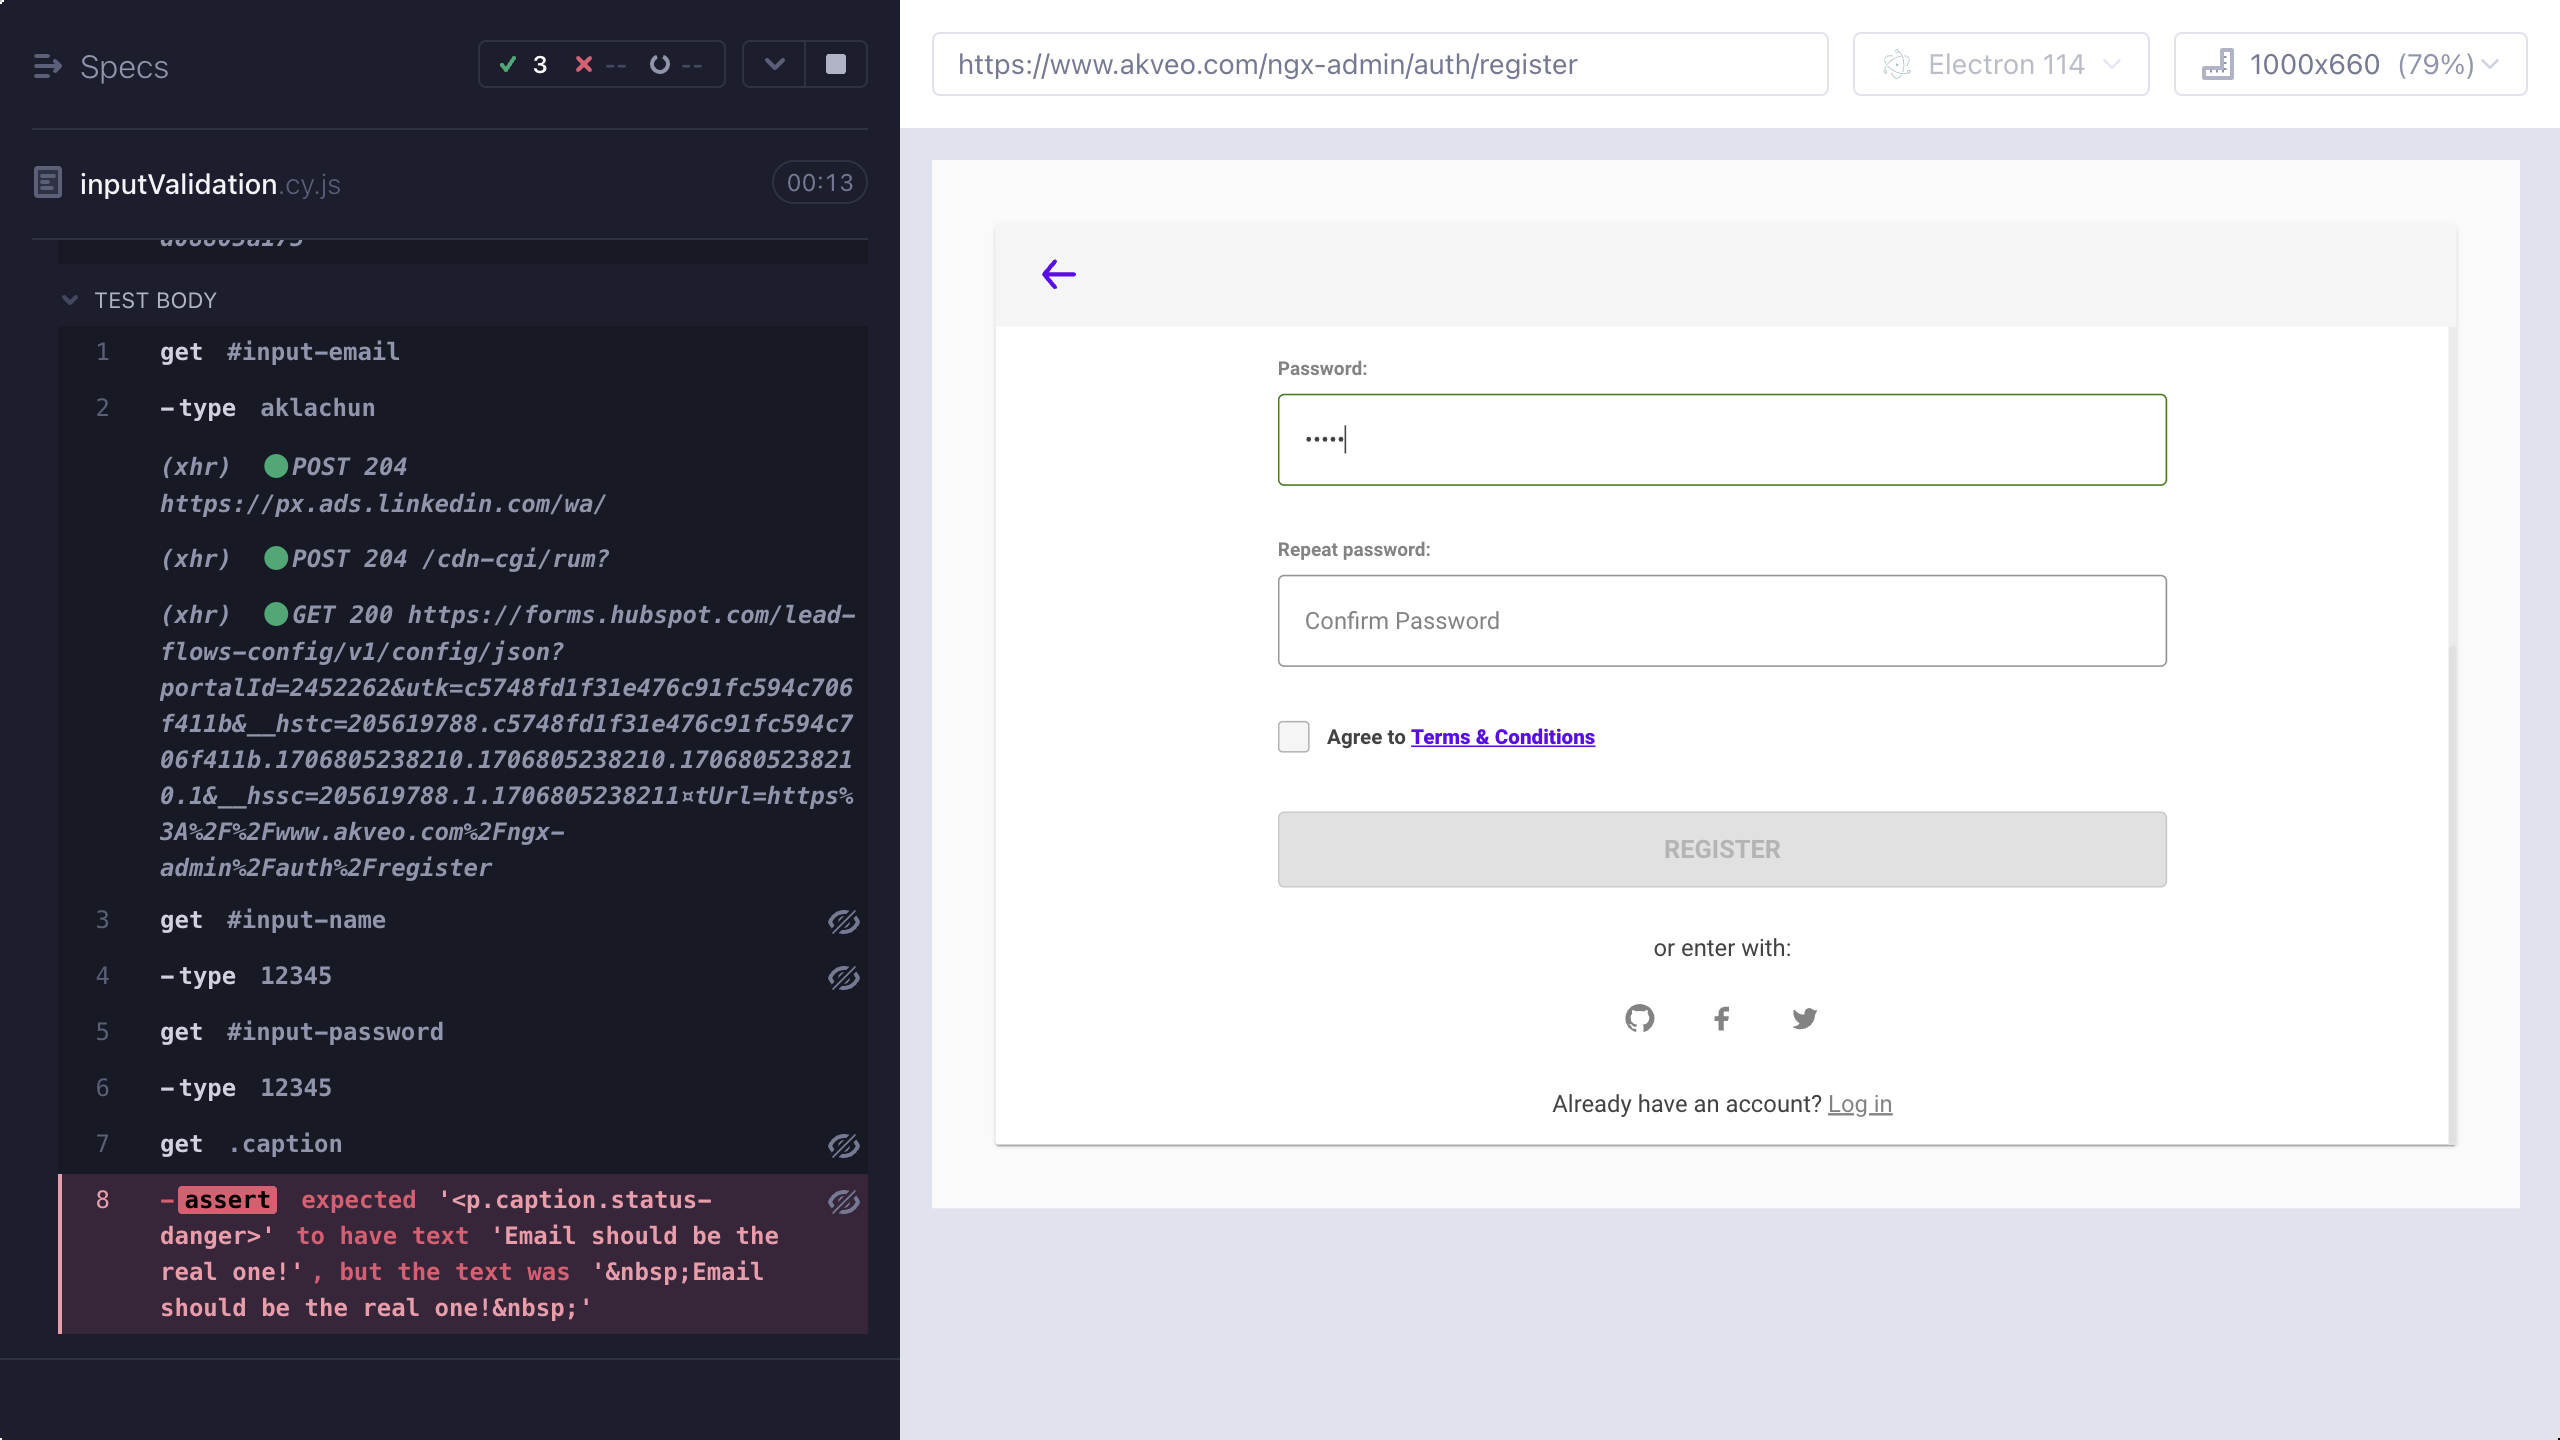 Specs
3 -- --
inputValidation.cy.js
00:13
TEST BODY
1 get #input-email
2 -type aklachun
(xhr) POST 204
https://px.ads.linkedin.com/wa/
(xhr) POST 204 /cdn-cgi/rum?
(xhr) GET 200 https://forms.hubspot.com/lead-
flows-config/v1/config/json?
portalId=2452262&utk=c5748fd1f31e476c91fc594c706
f411b&__hstc=205619788.c5748fd1f31e476c91fc594c7
06f411b.1706805238210.1706805238210.170680523821
0.1&__hssc=205619788.1.1706805238211¤tUrl=https%
3A%2F%2Fwww.akveo.com%2Fngx-
admin%2Fauth%2Fregister
3 get #input-name
4 -type 12345
5 get #input-password
6 -type 12345
7 get .caption
8 -assert expected '<p.caption.status-
danger>' to have text 'Email should be the
real one!', but the text was '&nbsp;Email
should be the real one!&nbsp;'
https://www.akveo.com/ngx-admin/auth/register
Electron 114
1000x660 (79%)
Password:
•••••
Repeat password:
Confirm Password
Agree to Terms & Conditions
REGISTER
or enter with:
Already have an account? Log in